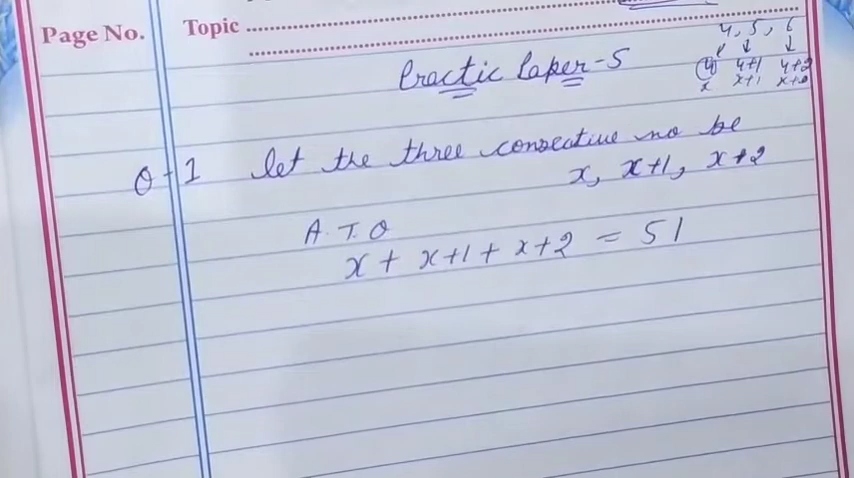 Page No.
Topic
4, 5, 6
4 4+1 4+2
x x+1 x+2
Practic Paper-5
Q-1 let the three consecutive no be
x, x+1, x+2
A.T.Q
x + x+1 + x+2 = 51